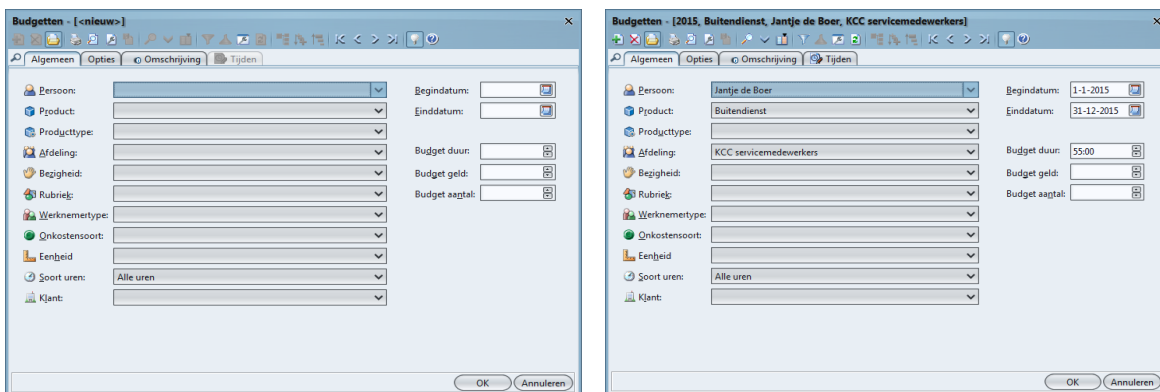 Budgetten - [<nieuw>]
Algemeen Opties Omschrijving Tijden
Persoon: Begindatum:
Product: Einddatum:
Producttype:
Afdeling: Budget duur:
Bezigheid: Budget geld:
Rubriek: Budget aantal:
Werknemertype:
Onkostensoort:
Eenheid
Soort uren: Alle uren
Klant:
OK Annuleren
Budgetten - [2015, Buitendienst, Jantje de Boer, KCC servicemedewerkers]
Algemeen Opties Omschrijving Tijden
Persoon: Jantje de Boer Begindatum: 1-1-2015
Product: Buitendienst Einddatum: 31-12-2015
Producttype:
Afdeling: KCC servicemedewerkers Budget duur: 55:00
Bezigheid: Budget geld:
Rubriek: Budget aantal:
Werknemertype:
Onkostensoort:
Eenheid
Soort uren: Alle uren
Klant:
OK Annuleren